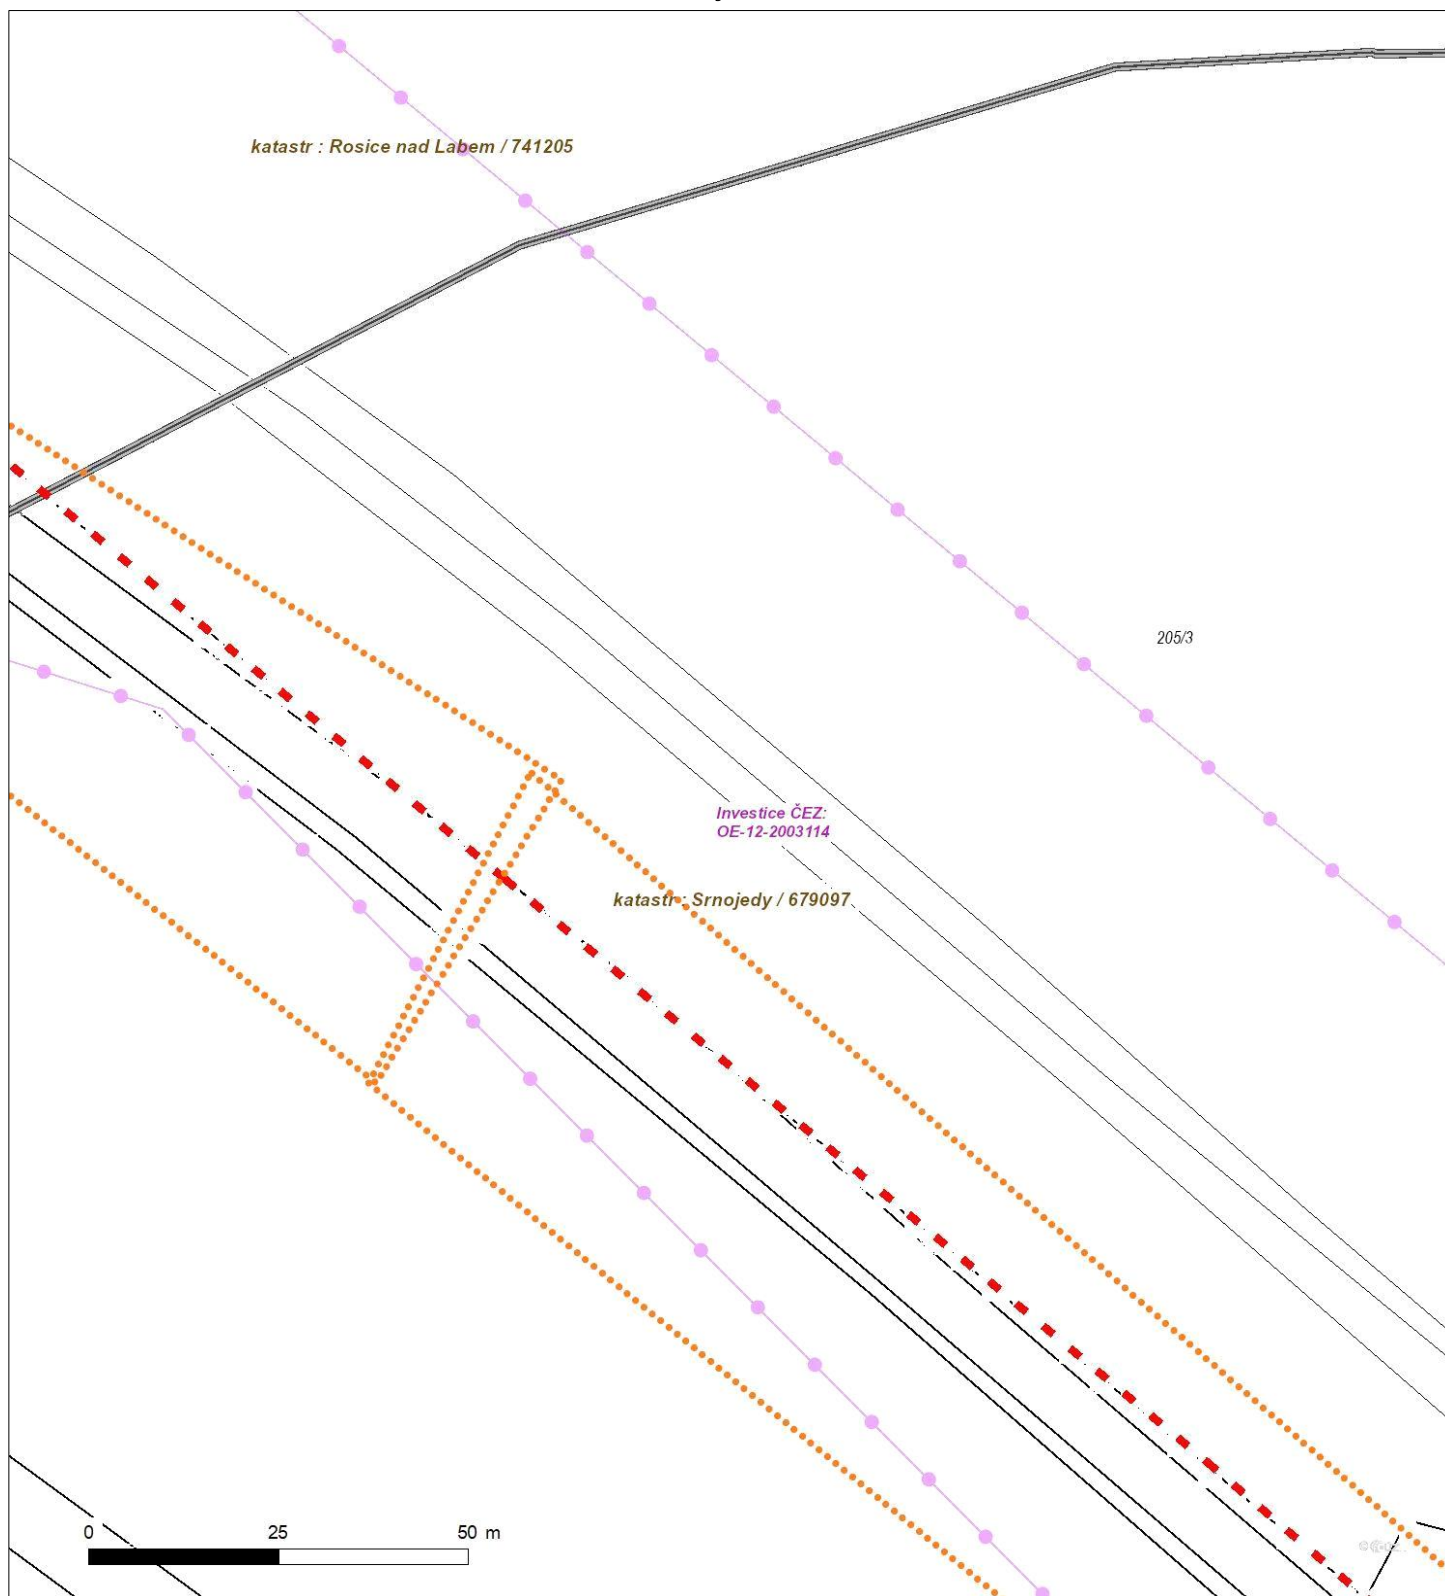 katastr : Rosice nad Labem / 741205
205/3
Investice ČEZ:
OE-12-2003114
katastr : Srnojedy / 679097
0 25 50 m